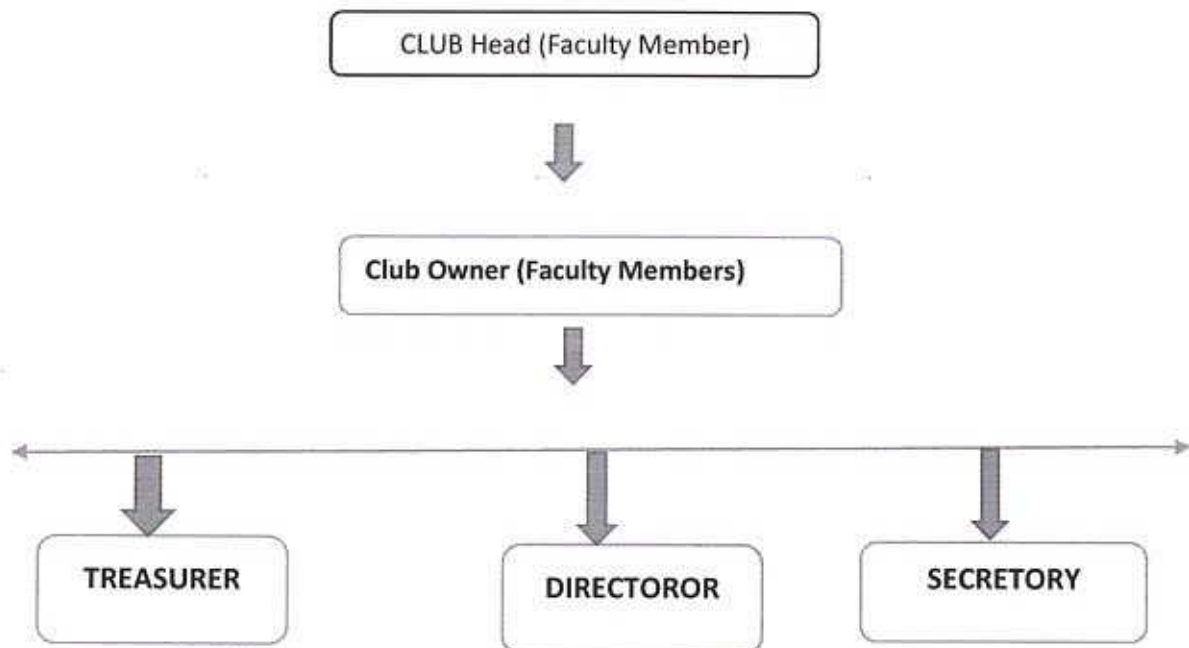 CLUB Head (Faculty Member)
Club Owner (Faculty Members)
TREASURER
DIRECTOROR
SECRETORY